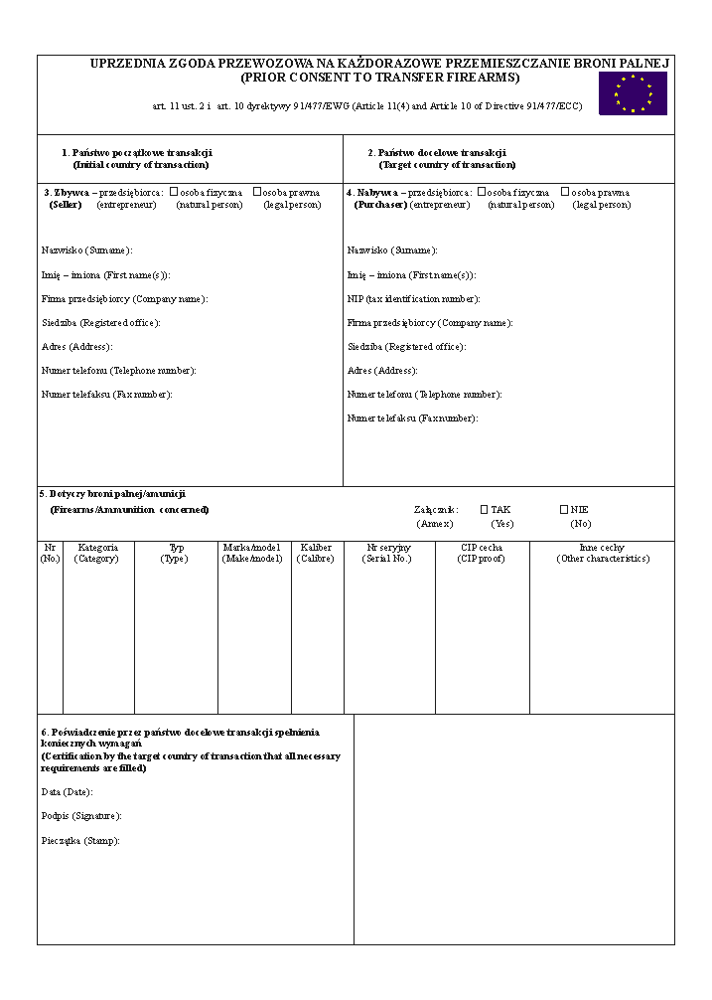 UPRZEDNIA ZGODA PRZEWOZOWA NA KAŻDORAZOWE PRZEMIESZCZANIE BRONI PALNEJ
(PRIOR CONSENT TO TRANSFER FIREARMS)
art. 11 ust. 2 i art. 10 dyrektywy 91/477/EWG (Article 11(4) and Article 10 of Directive 91/477/ECC)
1. Państwo początkowe transakcji
(Initial country of transaction)
2. Państwo docelowe transakcji
(Target country of transaction)
3. Zbywca – przedsiębiorca: ☐ osoba fizyczna ☐ osoba prawna
(Seller) (entrepreneur) (natural person) (legal person)
Nazwisko (Surname):
Imię – imiona (First name(s)):
Firma przedsiębiorcy (Company name):
Siedziba (Registered office):
Adres (Address):
Numer telefonu (Telephone number):
Numer telefaksu (Fax number):
4. Nabywca – przedsiębiorca: ☐ osoba fizyczna ☐ osoba prawna
(Purchaser) (entrepreneur) (natural person) (legal person)
Nazwisko (Surname):
Imię – imiona (First name(s)):
NIP (tax identification number):
Firma przedsiębiorcy (Company name):
Siedziba (Registered office):
Adres (Address):
Numer telefonu (Telephone number):
Numer telefaksu (Fax number):
5. Dotyczy broni palnej/amunicji
(Firearms/Ammunition concerned) Załącznik: ☐ TAK ☐ NIE
(Annex) (Yes) (No)
Nr Kategoria Typ Marka/model Kaliber Nr seryjny CIP cecha Inne cechy
(No.) (Category) (Type) (Make/model) (Calibre) (Serial No.) (CIP proof) (Other characteristics)
6. Poświadczenie przez państwo docelowe transakcji spełnienia
koniecznych wymagań
(Certification by the target country of transaction that all necessary
requirements are filled)
Data (Date):
Podpis (Signature):
Pieczątka (Stamp):